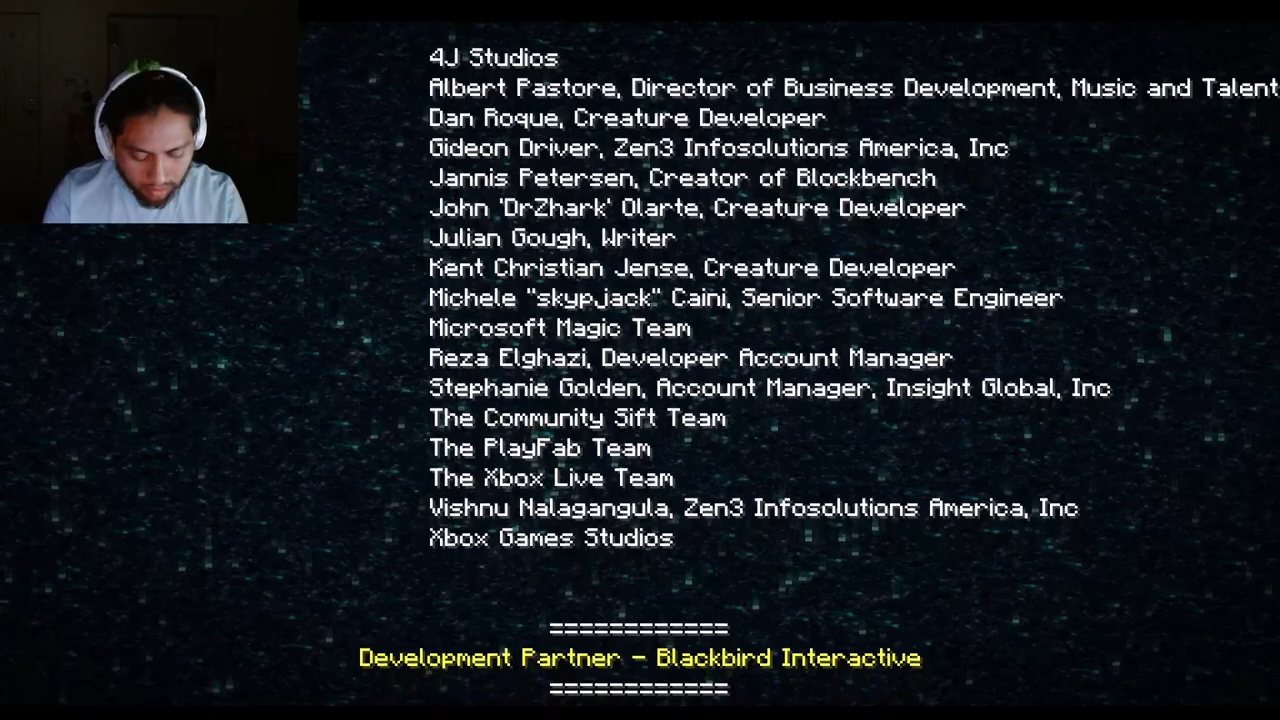 4J Studios
Albert Pastore, Director of Business Development, Music and Talent
Dan Roque, Creature Developer
Gideon Driver, Zen3 Infosolutions America, Inc
Jannis Petersen, Creator of Blockbench
John 'DrZhark' Olarte, Creature Developer
Julian Gough, Writer
Kent Christian Jense, Creature Developer
Michele "skypjack" Caini, Senior Software Engineer
Microsoft Magic Team
Reza Elghazi, Developer Account Manager
Stephanie Golden, Account Manager, Insight Global, Inc
The Community Sift Team
The PlayFab Team
The Xbox Live Team
Vishnu Nalagangula, Zen3 Infosolutions America, Inc
Xbox Games Studios
============
Development Partner - Blackbird Interactive
============